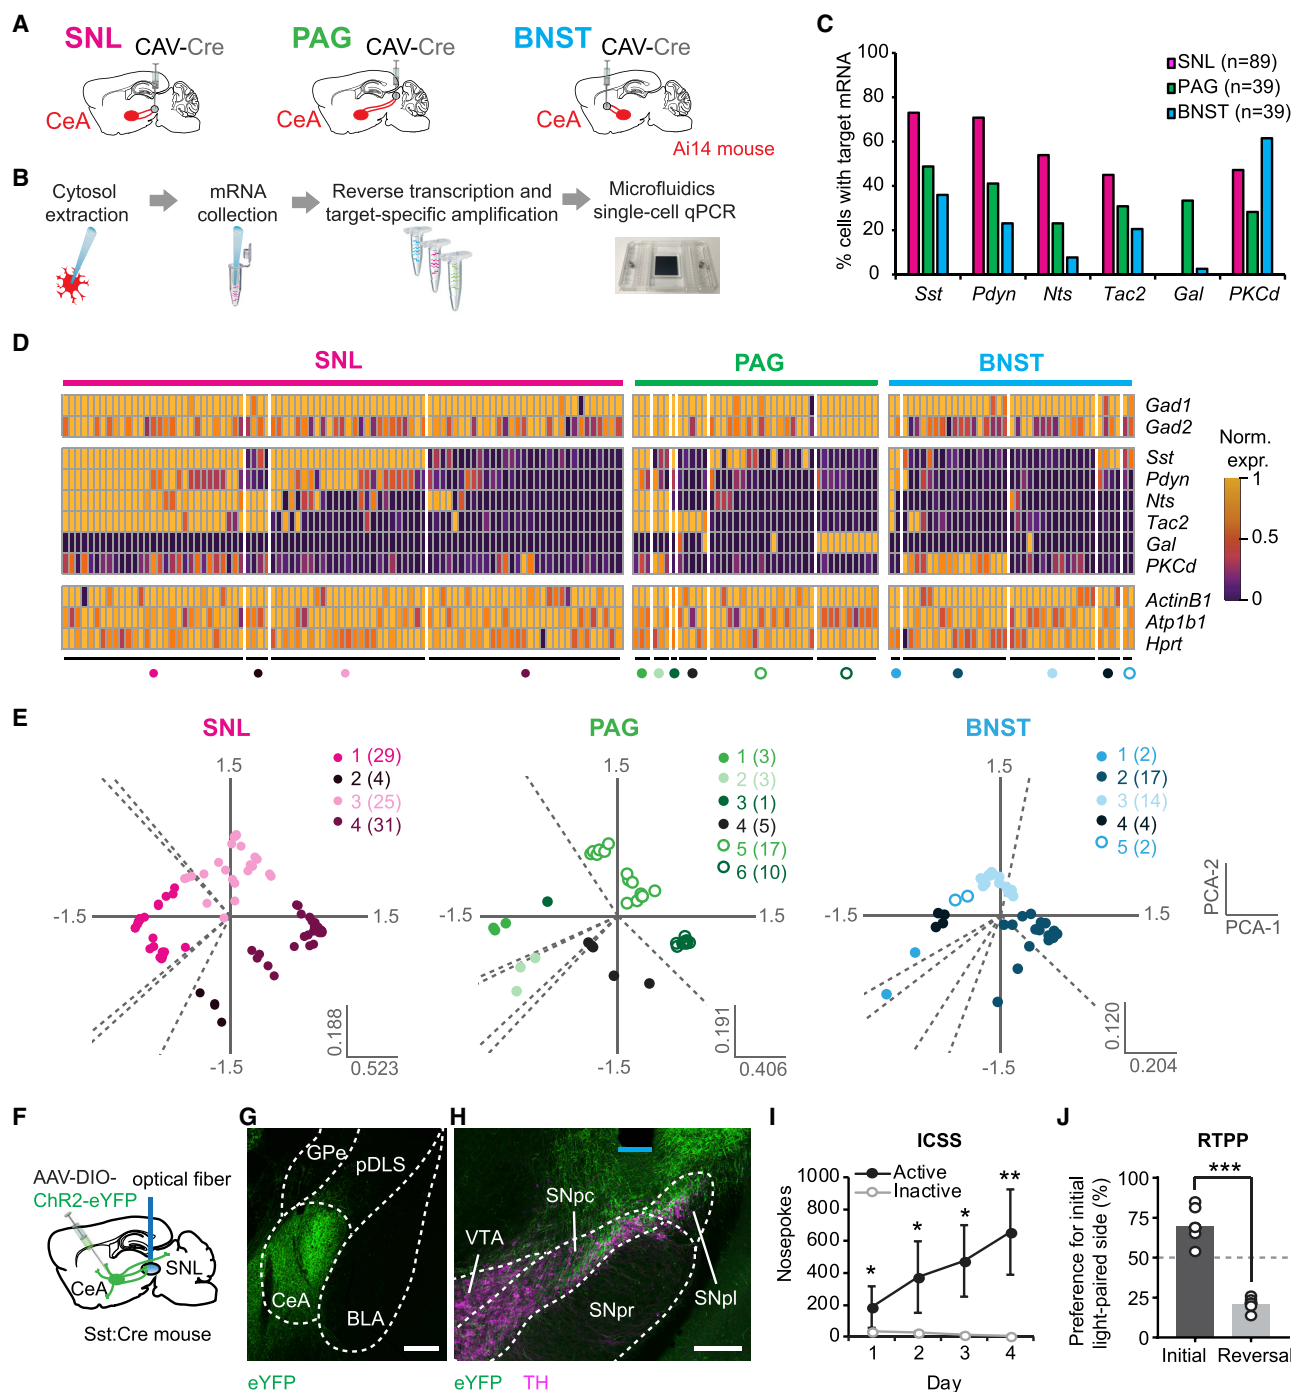 A
SNL
CAV-Cre
CeA
PAG
CAV-Cre
CeA
BNST
CAV-Cre
CeA
Ai14 mouse
B
Cytosol
extraction
mRNA
collection
Reverse transcription and
target-specific amplification
Microfluidics
single-cell qPCR
C
% cells with target mRNA
100
80
60
40
20
0
SNL (n=89)
PAG (n=39)
BNST (n=39)
Sst
Pdyn
Nts
Tac2
Gal
PKCd
D
SNL
PAG
BNST
Gad1
Gad2
Sst
Pdyn
Nts
Tac2
Gal
PKCd
ActinB1
Atp1b1
Hprt
Norm.
expr.
1
0.5
0
E
SNL
1 (29)
2 (4)
3 (25)
4 (31)
1.5
-1.5
1.5
-1.5
0.188
0.523
PAG
1 (3)
2 (3)
3 (1)
4 (5)
5 (17)
6 (10)
1.5
-1.5
1.5
-1.5
0.191
0.406
BNST
1 (2)
2 (17)
3 (14)
4 (4)
5 (2)
1.5
-1.5
1.5
-1.5
0.120
0.204
PCA-2
PCA-1
F
AAV-DIO-
ChR2-eYFP
optical fiber
CeA
SNL
Sst:Cre mouse
G
GPe
pDLS
CeA
BLA
eYFP
H
SNpc
VTA
SNpr
SNpl
eYFP
TH
I
ICSS
Nosepokes
1000
800
600
400
200
0
Active
Inactive
*
*
*
**
1
2
3
4
Day
J
RTPP
Preference for initial
light-paired side (%)
100
75
50
25
0
***
Initial
Reversal